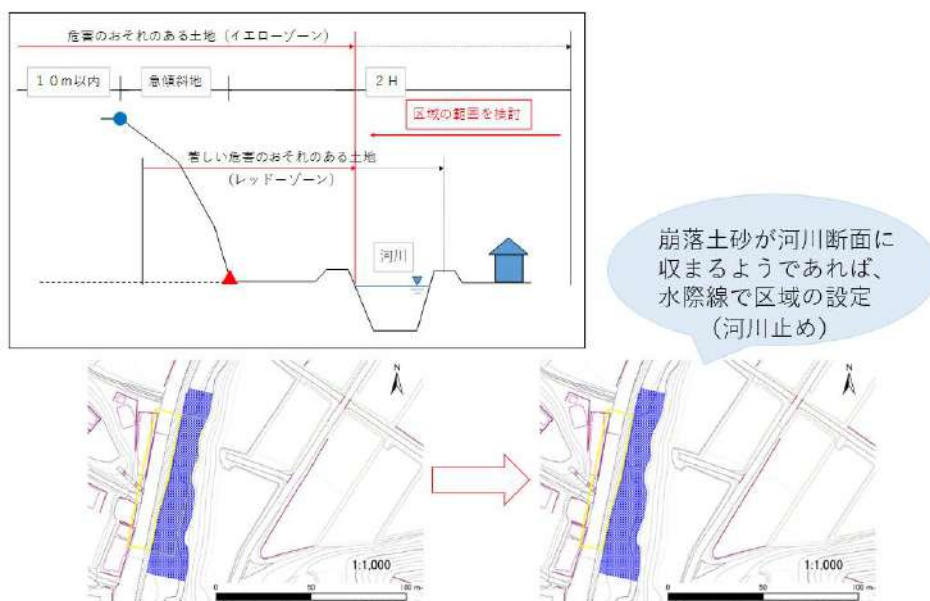 危害のおそれのある土地（イエローゾーン）
１０ｍ以内
急傾斜地
２Ｈ
区域の範囲を検討
著しい危害のおそれのある土地
（レッドーゾーン）
河川
崩落土砂が河川断面に
収まるようであれば、
水際線で区域の設定
（河川止め）
N
1:1,000
0 50 100 m
N
1:1,000
0 50 100 m